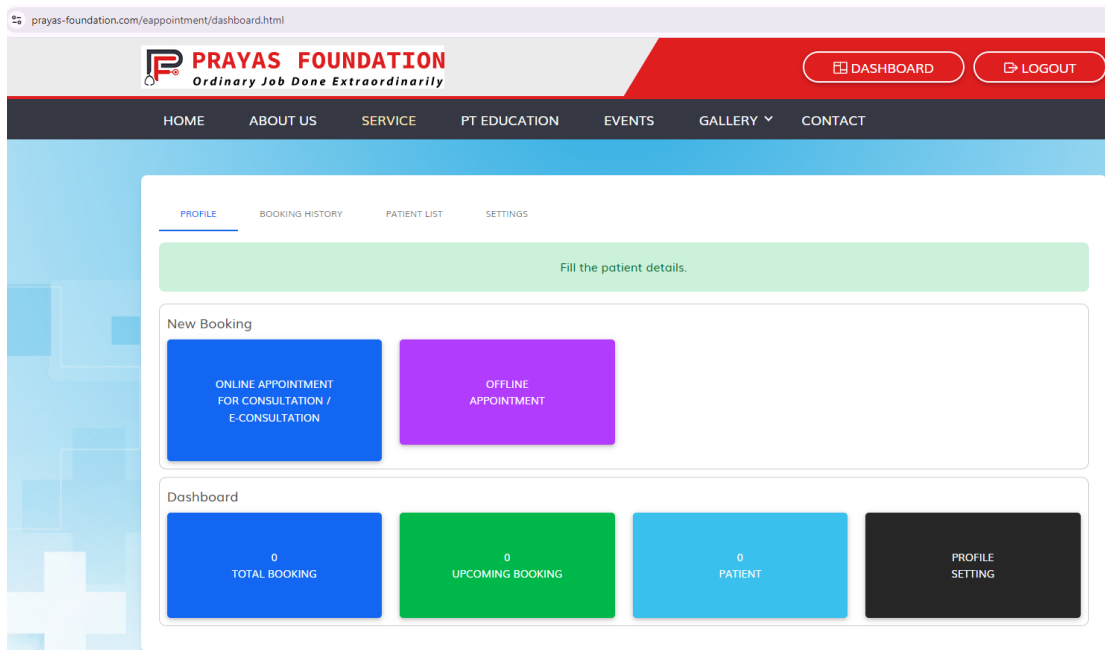 prayas-foundation.com/eappointment/dashboard.html
PRAYAS FOUNDATION
Ordinary Job Done Extraordinarily
DASHBOARD
LOGOUT
HOME ABOUT US SERVICE PT EDUCATION EVENTS GALLERY CONTACT
PROFILE BOOKING HISTORY PATIENT LIST SETTINGS
Fill the patient details.
New Booking
ONLINE APPOINTMENT
FOR CONSULTATION /
E-CONSULTATION
OFFLINE
APPOINTMENT
Dashboard
0
TOTAL BOOKING
0
UPCOMING BOOKING
0
PATIENT
PROFILE
SETTING